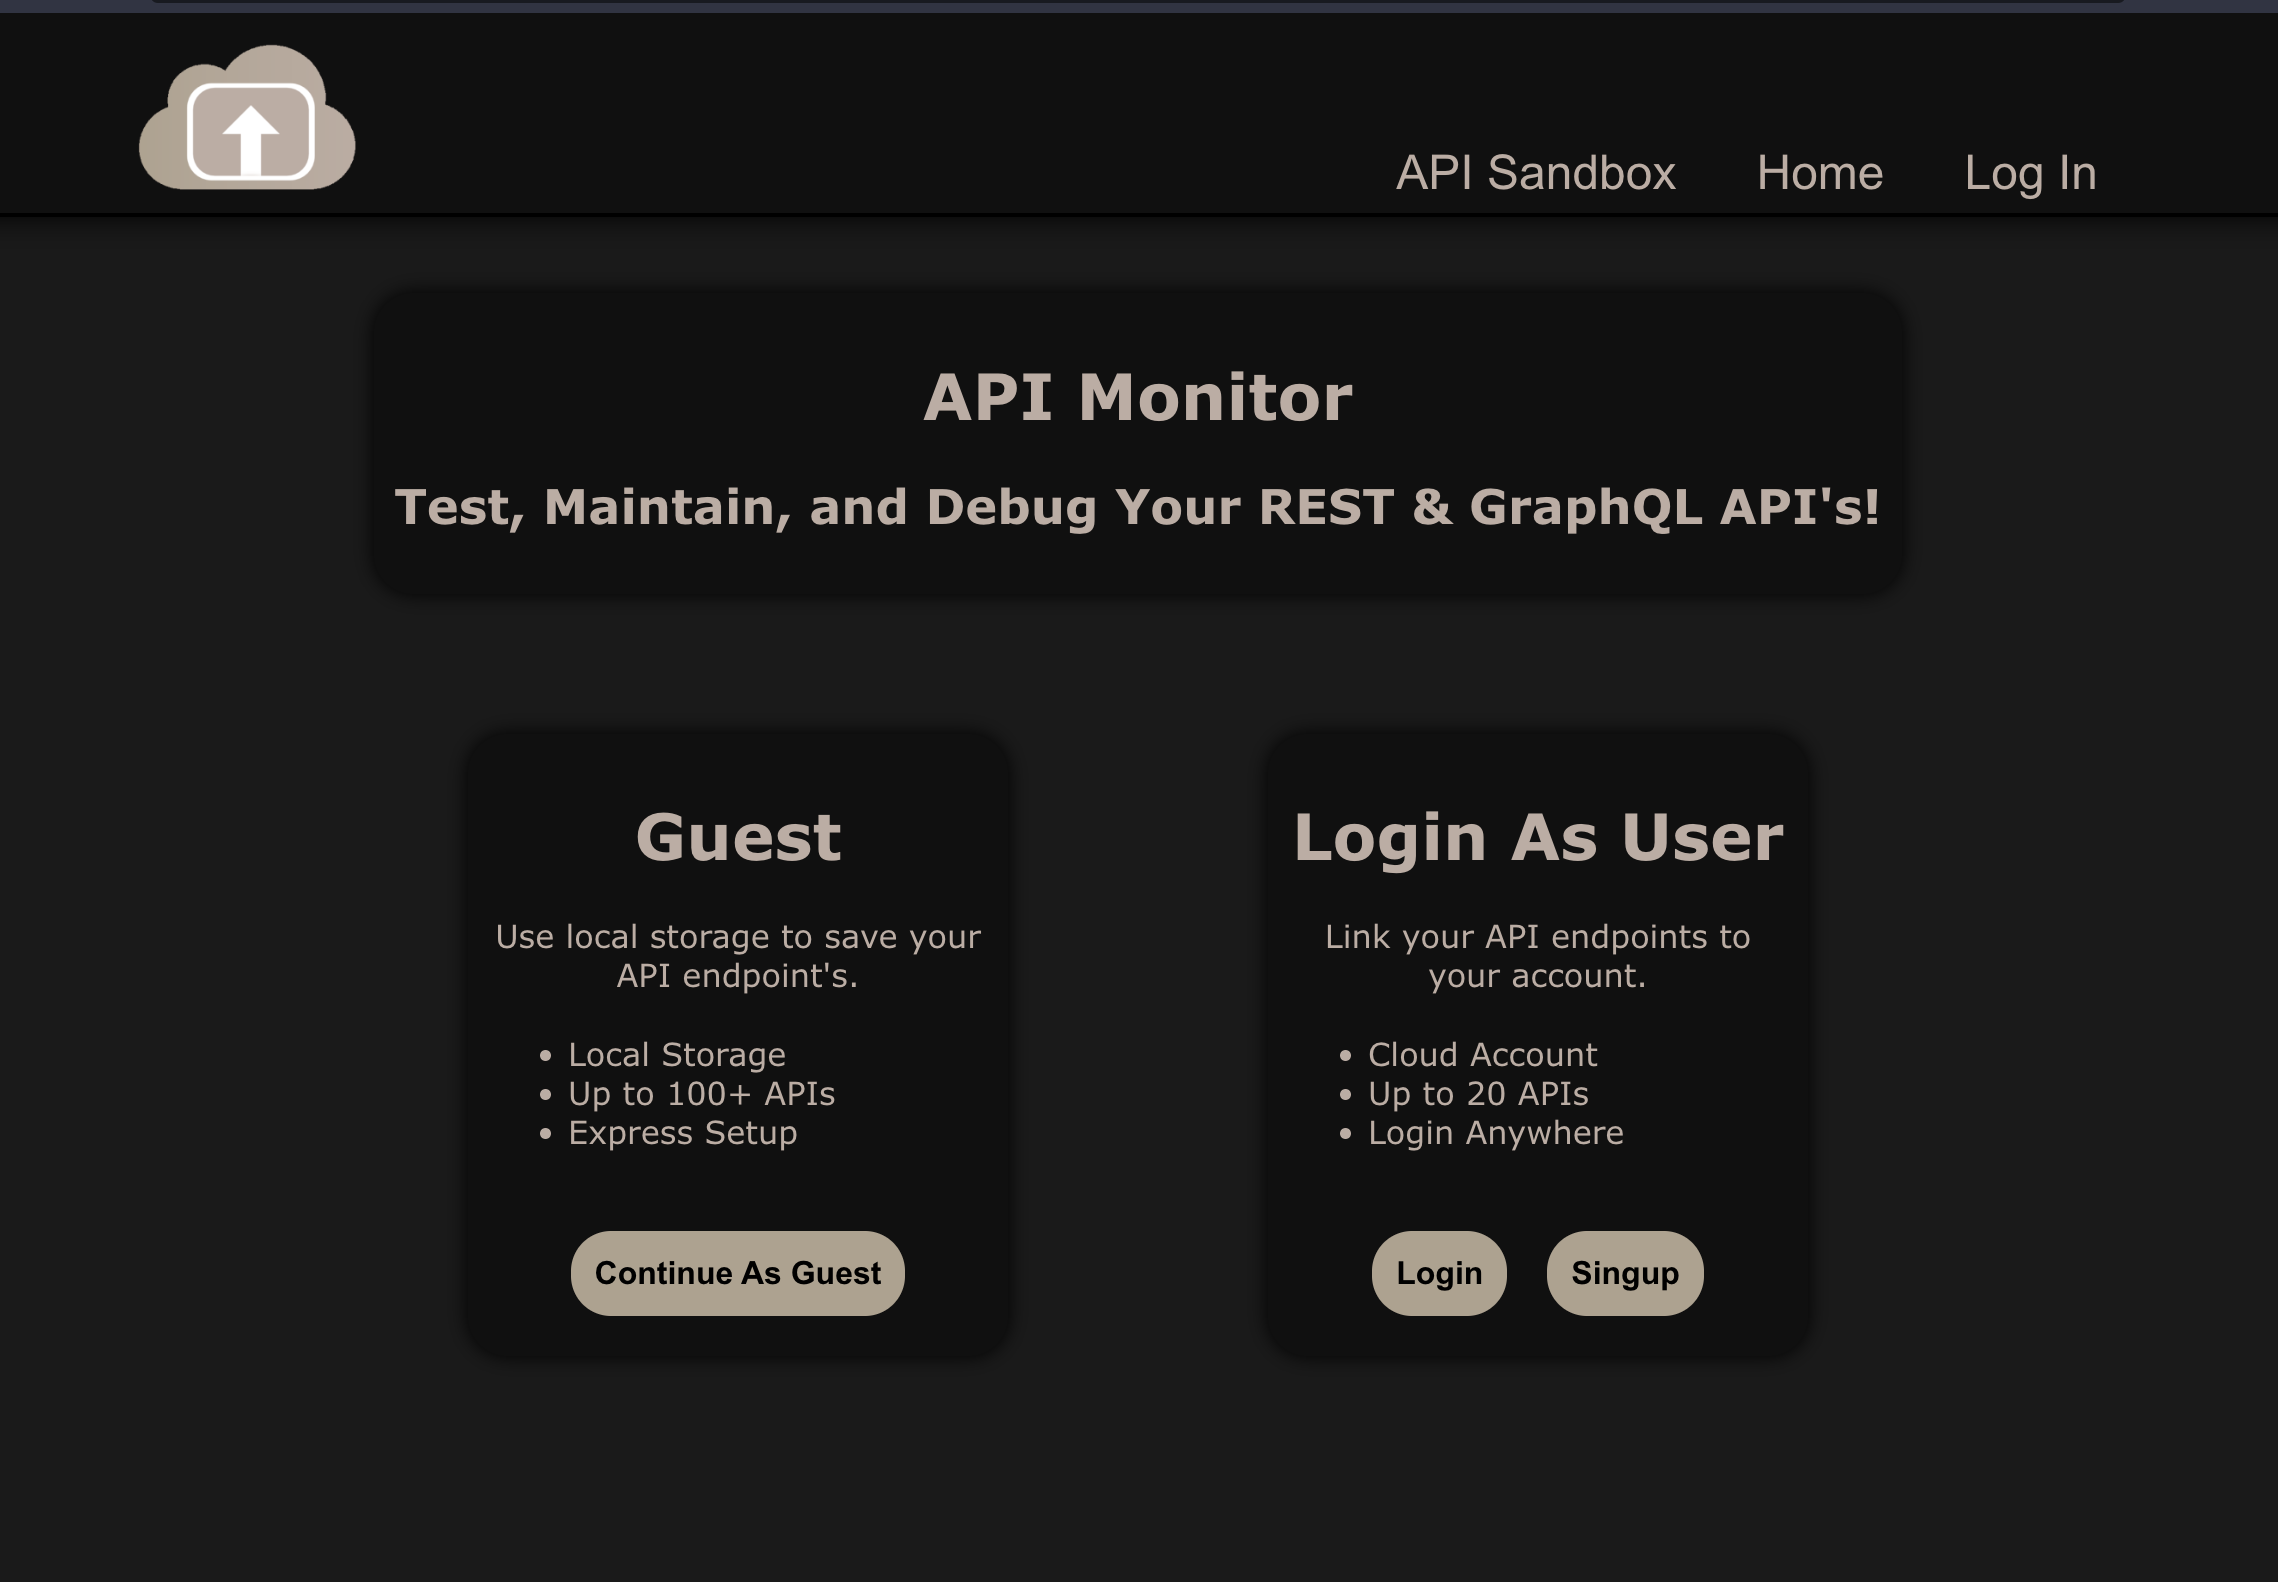 API Sandbox Home Log In
API Monitor
Test, Maintain, and Debug Your REST & GraphQL API's!
Guest
Use local storage to save your
API endpoint's.
• Local Storage
• Up to 100+ APIs
• Express Setup
Continue As Guest
Login As User
Link your API endpoints to
your account.
• Cloud Account
• Up to 20 APIs
• Login Anywhere
Login Singup